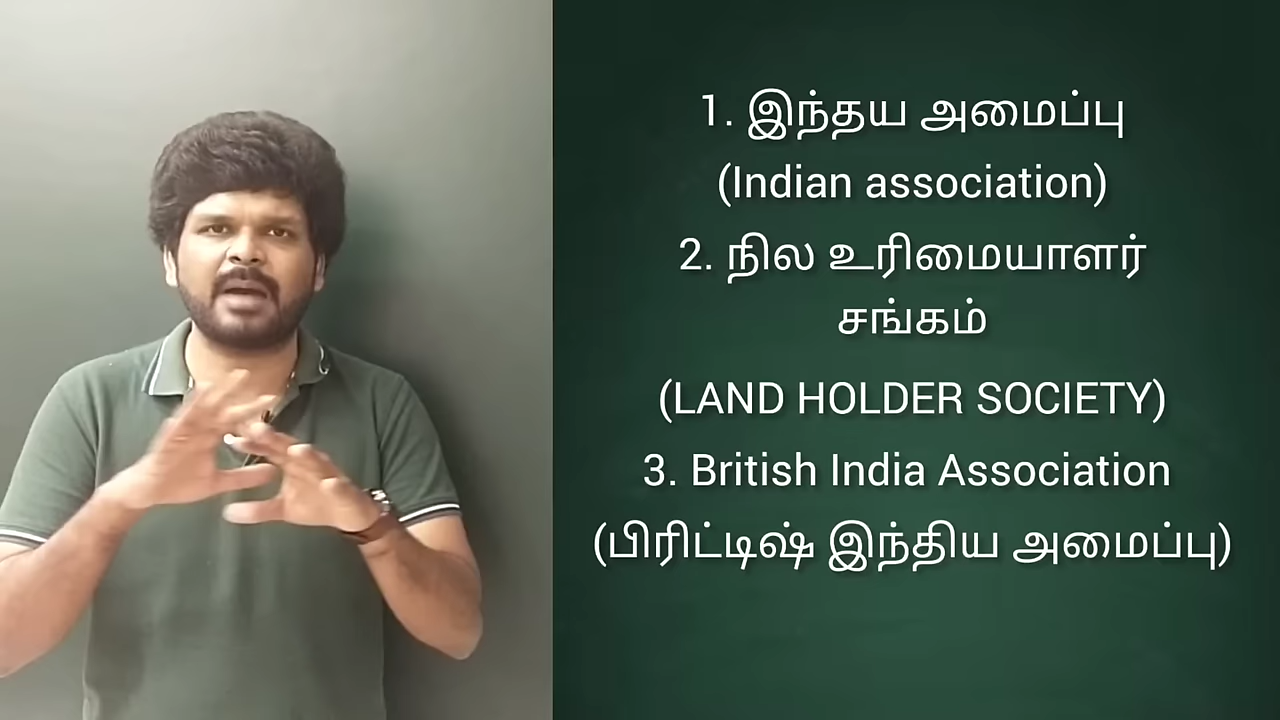 1. இந்தய அமைப்பு
(Indian association)
2. நில உரிமையாளர்
சங்கம்
(LAND HOLDER SOCIETY)
3. British India Association
(பிரிட்டிஷ் இந்திய அமைப்பு)